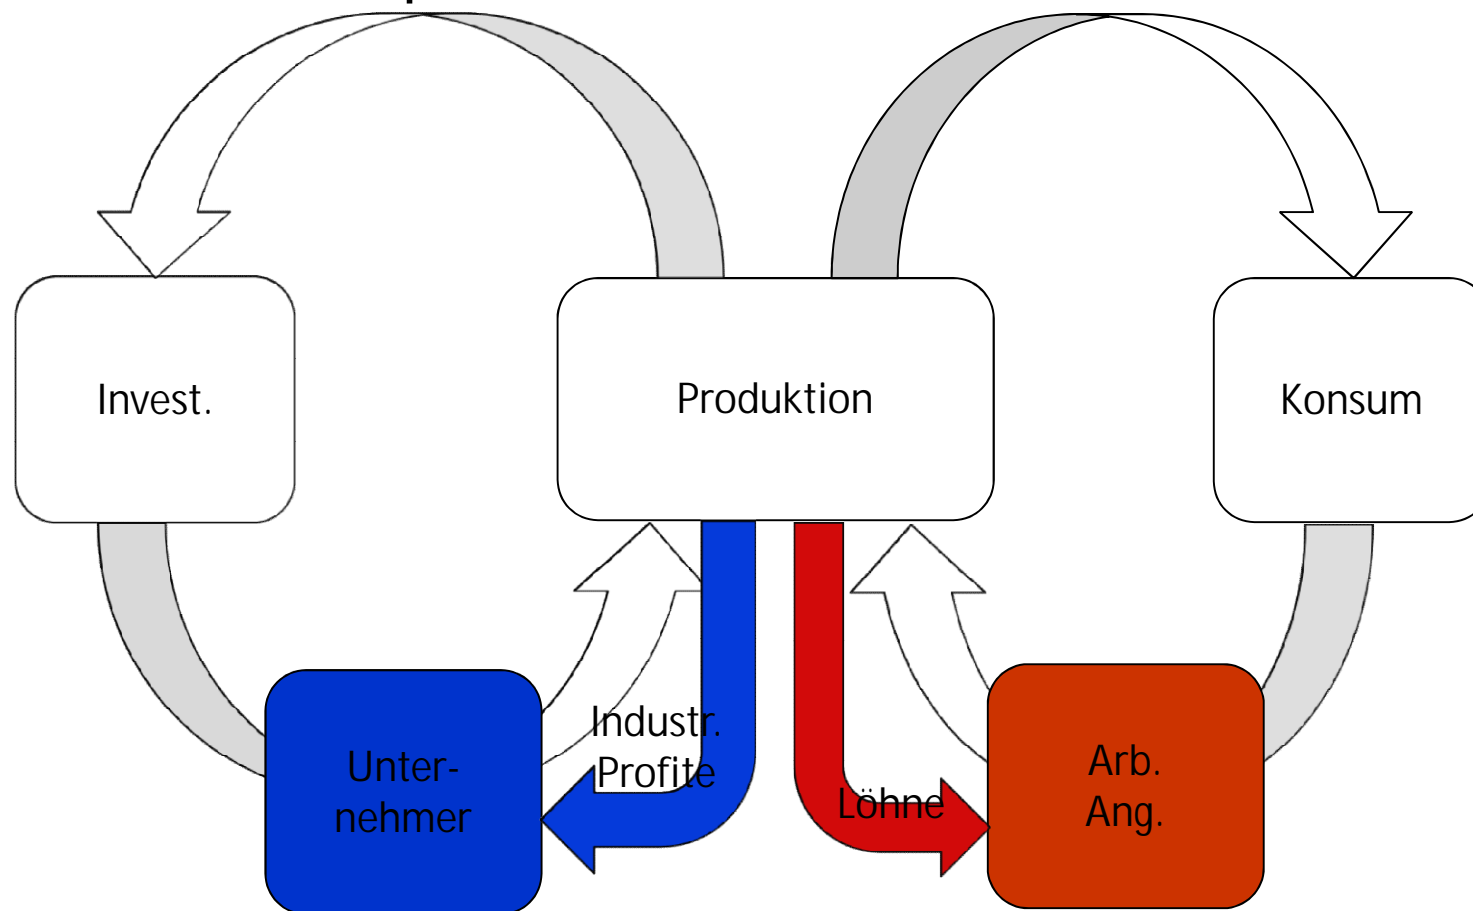 Invest.
Produktion
Konsum
Unter-
nehmer
Industr.
Profite
Löhne
Arb.
Ang.